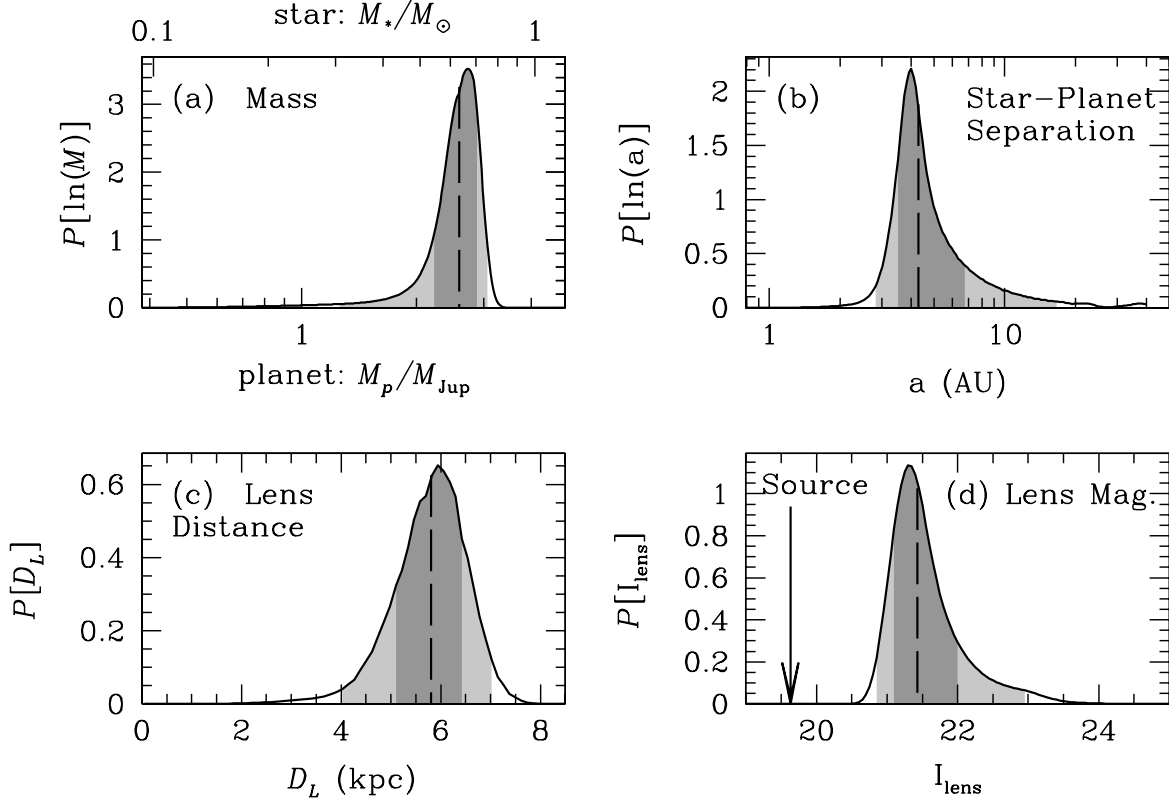 star: M*/M⊙
0.1 1
(a) Mass
P[ln(M)]
3
2
1
0
1
planet: Mp/MJup
(b) Star-Planet
Separation
P[ln(a)]
2
1.5
1
0.5
0
1 10
a (AU)
(c) Lens
Distance
P[DL]
0.6
0.4
0.2
0
0 2 4 6 8
DL (kpc)
Source (d) Lens Mag.
P[Ilens]
1
0.8
0.6
0.4
0.2
0
20 22 24
Ilens